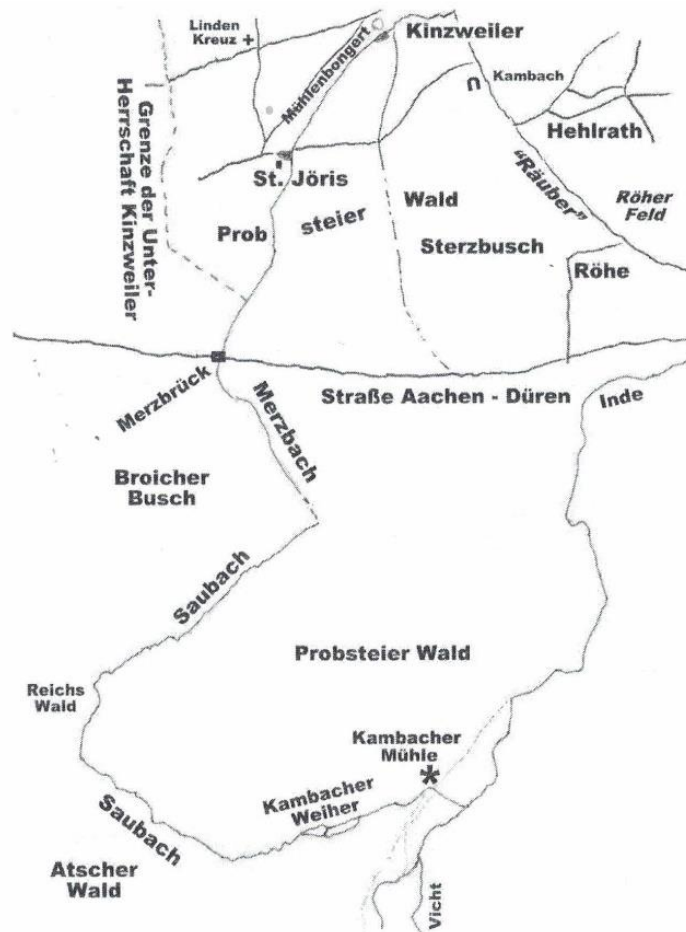 Linden
Kreuz +
Kinzweiler
Mühlenbongert
Kambach
Hehlrath
Grenze der Unter-
Herrschaft Kinzweiler
St. Jöris
"Räuber"
Röher
Feld
Prob
steier
Wald
Sterzbusch
Röhe
Merzbrück
Straße Aachen - Düren
Inde
Merzbach
Broicher
Busch
Saubach
Probsteier Wald
Reichs
Wald
Kambacher
Mühle
Kambacher
Weiher
Saubach
Atscher
Wald
Vicht